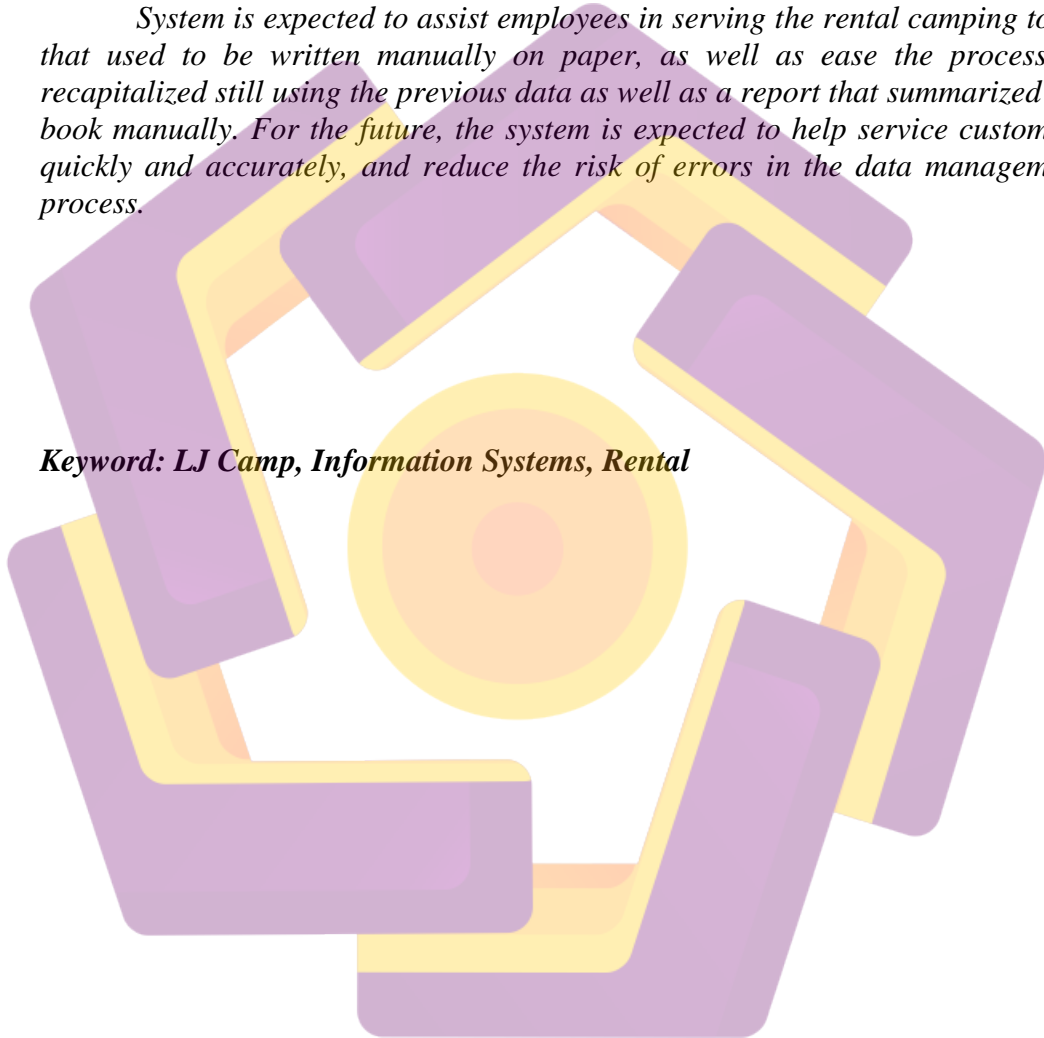 System is expected to assist employees in serving the rental camping to
that used to be written manually on paper, as well as ease the process
recapitalized still using the previous data as well as a report that summarized
book manually. For the future, the system is expected to help service custom
quickly and accurately, and reduce the risk of errors in the data managem
process.
Keyword: LJ Camp, Information Systems, Rental